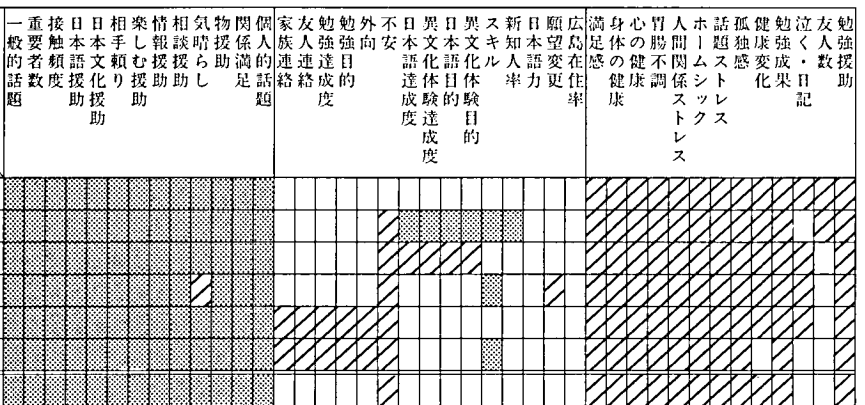 一般的話題
重要者数
接触頻度
日本語援助
日本文化援助
相手頼り
楽しむ援助
情報援助
相談援助
気晴らし
物援助
関係満足
個人的話題
家族連絡
友人連絡
勉強達成度
勉強目的
外向
不安
日本語達成度
異文化体験達成度
日本語目的
異文化体験目的
スキル
新知人率
日本語力
願望変更
広島在住率
満足感
身体の健康
心の健康
胃腸不調
人間関係ストレス
ホームシック
話題ストレス
孤独感
健康変化
勉強成果
泣く・日記
友人数
勉強援助